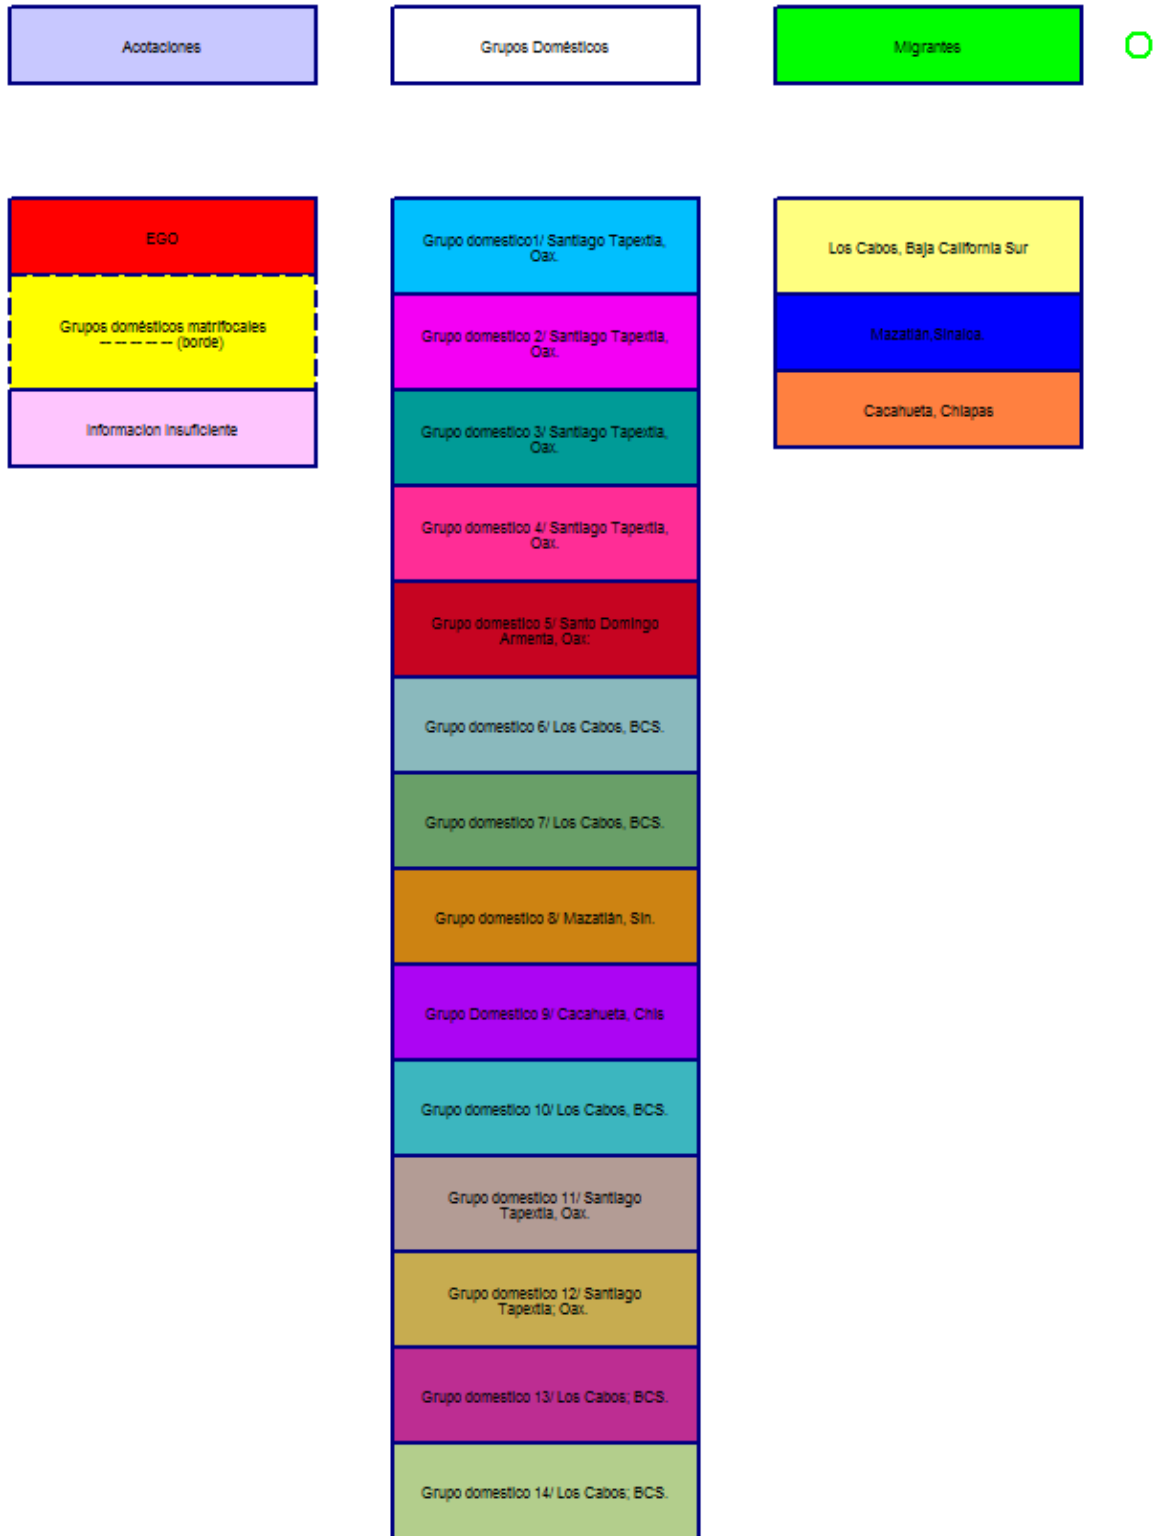 Acotaciones
Grupos Domésticos
Migrantes
EGO
Grupos domésticos matrifocales
-- -- -- -- -- (borde)
Informacion Insuficiente
Grupo domestico1/ Santiago Tapextla,
Oax.
Grupo domestico 2/ Santiago Tapextla,
Oax.
Grupo domestico 3/ Santiago Tapextla,
Oax.
Grupo domestico 4/ Santiago Tapextla,
Oax.
Grupo domestico 5/ Santo Domingo
Armenta, Oax:
Grupo domestico 6/ Los Cabos, BCS.
Grupo domestico 7/ Los Cabos, BCS.
Grupo domestico 8/ Mazatlán, Sin.
Grupo Domestico 9/ Cacahueta, Chis
Grupo domestico 10/ Los Cabos, BCS.
Grupo domestico 11/ Santiago
Tapextla, Oax.
Grupo domestico 12/ Santiago
Tapextla; Oax.
Grupo domestico 13/ Los Cabos; BCS.
Grupo domestico 14/ Los Cabos; BCS.
Los Cabos, Baja California Sur
Mazatlán,Sinaloa.
Cacahueta, Chiapas